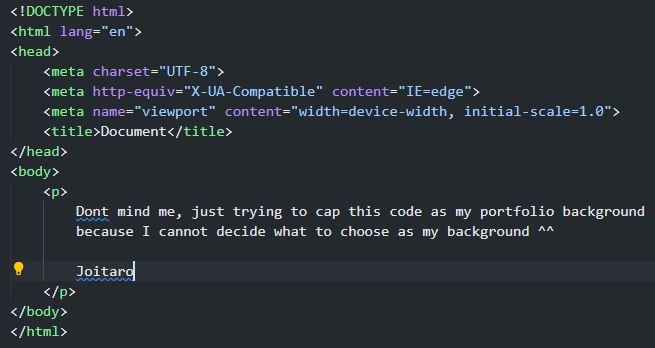 <!DOCTYPE html>
<html lang="en">
<head>
    <meta charset="UTF-8">
    <meta http-equiv="X-UA-Compatible" content="IE=edge">
    <meta name="viewport" content="width=device-width, initial-scale=1.0">
    <title>Document</title>
</head>
<body>
    <p>
        Dont mind me, just trying to cap this code as my portfolio background
        because I cannot decide what to choose as my background ^^

        Joitaro
    </p>
</body>
</html>